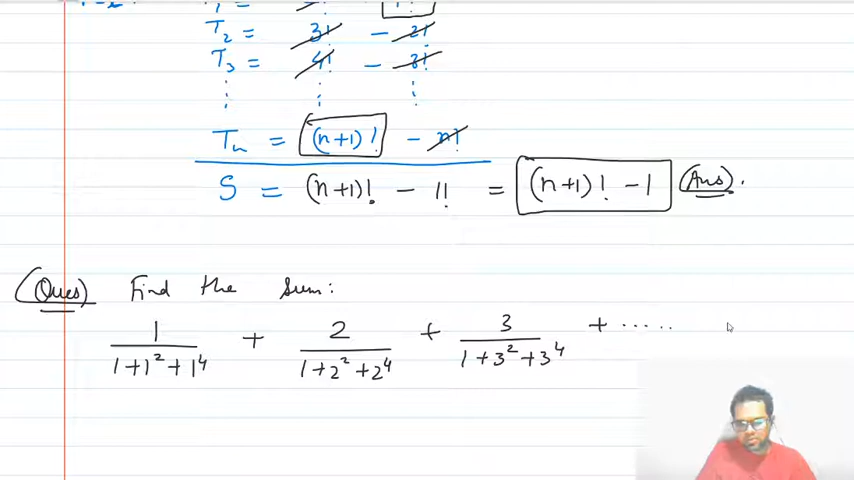 T₂ = 3! - 2!
T₃ = 4! - 3!
⋮ ⋮ ⋮
Tₙ = (n+1)! - n!
S = (n+1)! - 1! = (n+1)! - 1 (Ans).
(Ques) Find the sum:
1/(1+1²+1⁴) + 2/(1+2²+2⁴) + 3/(1+3²+3⁴) + .....